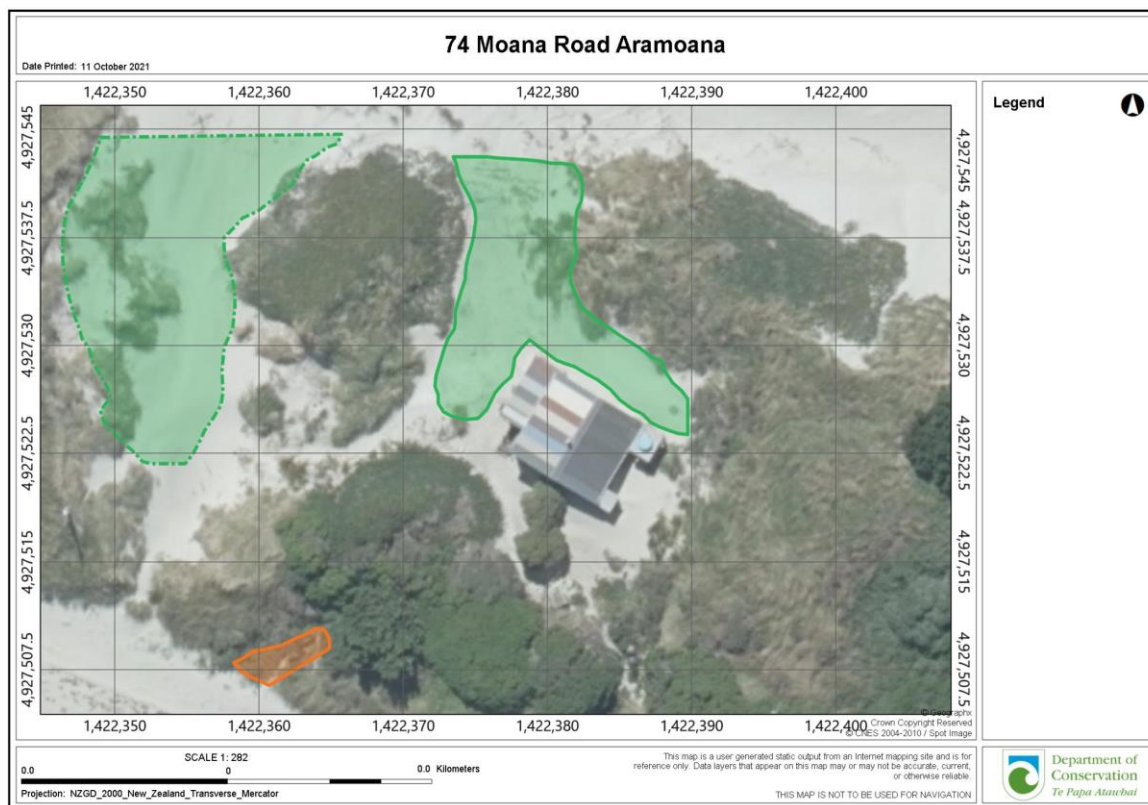 74 Moana Road Aramoana
Date Printed: 11 October 2021
1,422,350 1,422,360 1,422,370 1,422,380 1,422,390 1,422,400
4,927,545 4,927,545
4,927,537.5 4,927,537.5
4,927,530 4,927,530
4,927,522.5 4,927,522.5
4,927,515 4,927,515
4,927,507.5 4,927,507.5
1,422,350 1,422,360 1,422,370 1,422,380 1,422,390 1,422,400
© Geographx
Crown Copyright Reserved
© CNES 2004-2010 / Spot Image
Legend
SCALE 1: 282
0.0 0 0.0 Kilometers
Projection: NZGD_2000_New_Zealand_Transverse_Mercator
This map is a user generated static output from an Internet mapping site and is for
reference only. Data layers that appear on this map may or may not be accurate, current,
or otherwise reliable.
THIS MAP IS NOT TO BE USED FOR NAVIGATION
Department of
Conservation
Te Papa Atawhai